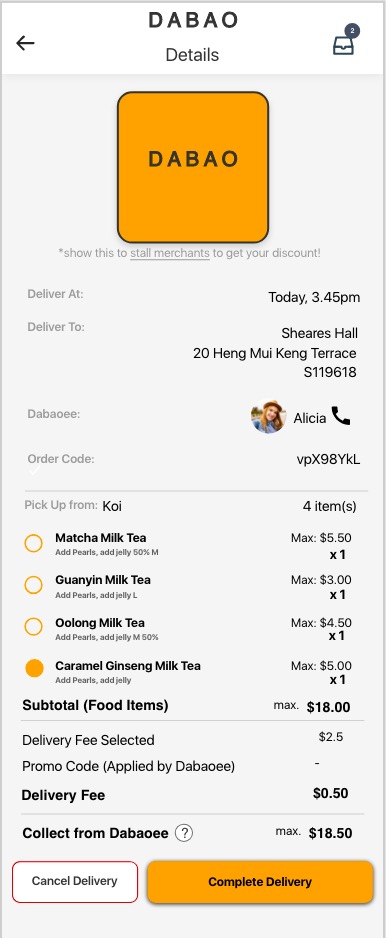 DABAO
Details
2
DABAO
*show this to stall merchants to get your discount!
Deliver At:
Today, 3.45pm
Deliver To:
Sheares Hall
20 Heng Mui Keng Terrace
S119618
Dabaoee:
Alicia
Order Code:
vpX98YkL
Pick Up from: Koi
4 item(s)
Matcha Milk Tea
Max: $5.50
Add Pearls, add jelly 50% M
x 1
Guanyin Milk Tea
Max: $3.00
Add Pearls, add jelly L
x 1
Oolong Milk Tea
Max: $4.50
Add Pearls, add jelly M 50%
x 1
Caramel Ginseng Milk Tea
Max: $5.00
Add Pearls, add jelly
x 1
Subtotal (Food Items)
max. $18.00
Delivery Fee Selected
$2.5
Promo Code (Applied by Dabaoee)
-
Delivery Fee
$0.50
Collect from Dabaoee ?
max. $18.50
Cancel Delivery
Complete Delivery